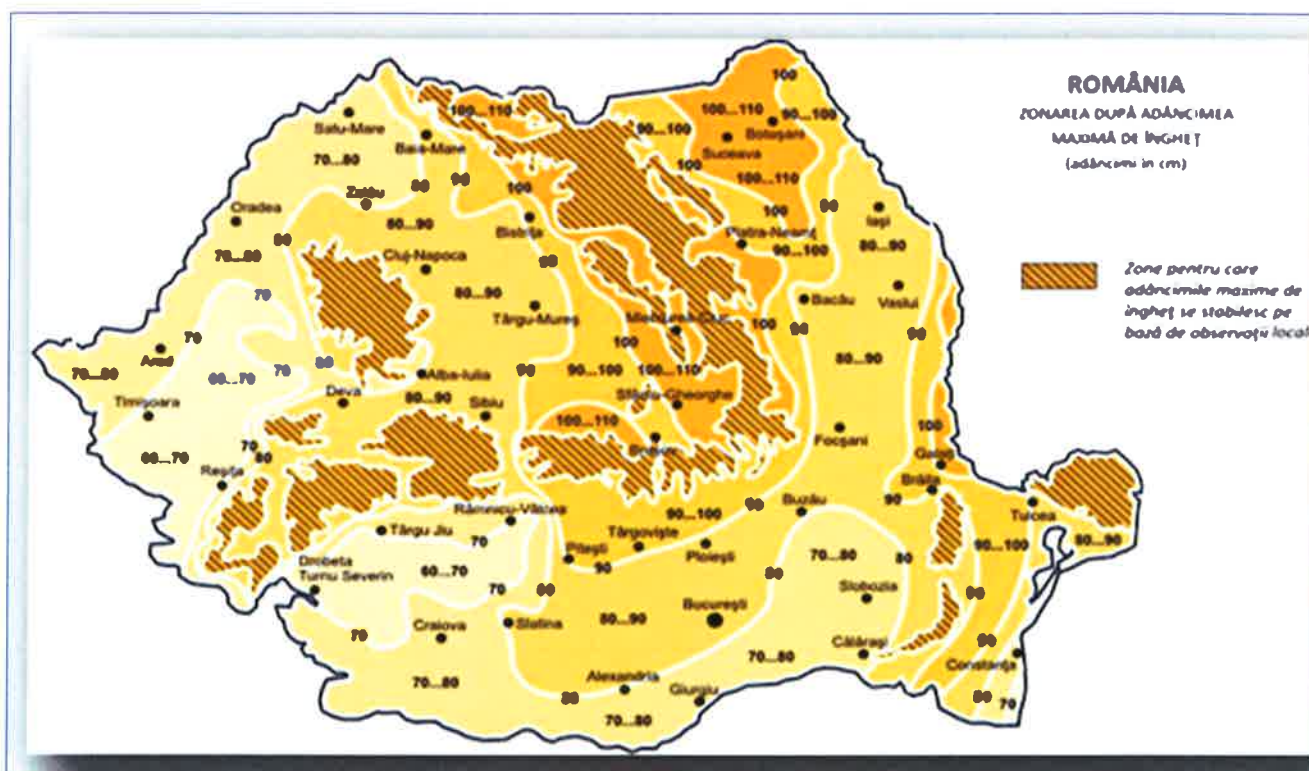 ROMÂNIA
ZONAREA DUPĂ ADÂNCIMEA
MAXIMĂ DE ÎNGHEȚ
(adâncimi în cm)
Zone pentru care
adâncimile maxime de
îngheț se stabilesc pe
bază de observații local
100
100...110
100...110
90...100
Satu-Mare
Baia-Mare
90...100
Botoșani
Suceava
70...80
100
80
90
100
100...110
Zalău
Oradea
80...90
Bistrița
100
90
Iași
80
Piatra-Neamț
80...90
70...80
Cluj-Napoca
90
90...100
70
80...90
Târgu-Mureș
Bacău
Vaslui
Miercurea-Ciuc
100
90
90
70
100
Arad
70...80
60...70
70
80
90...100
100...110
80...90
Alba-Iulia
90
Timișoara
Deva
80...90
Sibiu
Sfântu-Gheorghe
100...110
Focșani
100
70
80
Brașov
60...70
Reșița
Galați
Brăila
90
Râmnicu-Vâlcea
90
Buzău
Tulcea
Târgu Jiu
70
90...100
Târgoviște
Pitești
Ploiești
90
70...80
80
90...100
80...90
Drobeta
Turnu Severin
60...70
70
80
80
Slobozia
70
Craiova
Slatina
80...90
București
90
90
Călărași
Constanța
70...80
Alexandria
80
Giurgiu
70...80
70...80
80
70